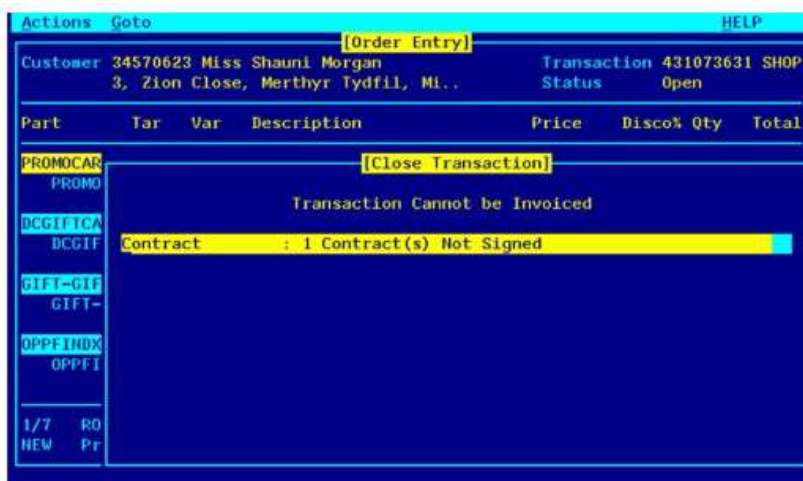 Actions Goto HELP
[Order Entry]
Customer 34570623 Miss Shauni Morgan Transaction 431073631 SHOP
3, Zion Close, Merthyr Tydfil, Mi.. Status Open
Part Tar Var Description Price Disco% Qty Total
PROMOCAR [Close Transaction]
PROMO
Transaction Cannot be Invoiced
DCGIFTCA
DCGIF Contract : 1 Contract(s) Not Signed
GIFT-GIF
GIFT-
OPPFINDX
OPPFI
1/7 RO
NEW Pr